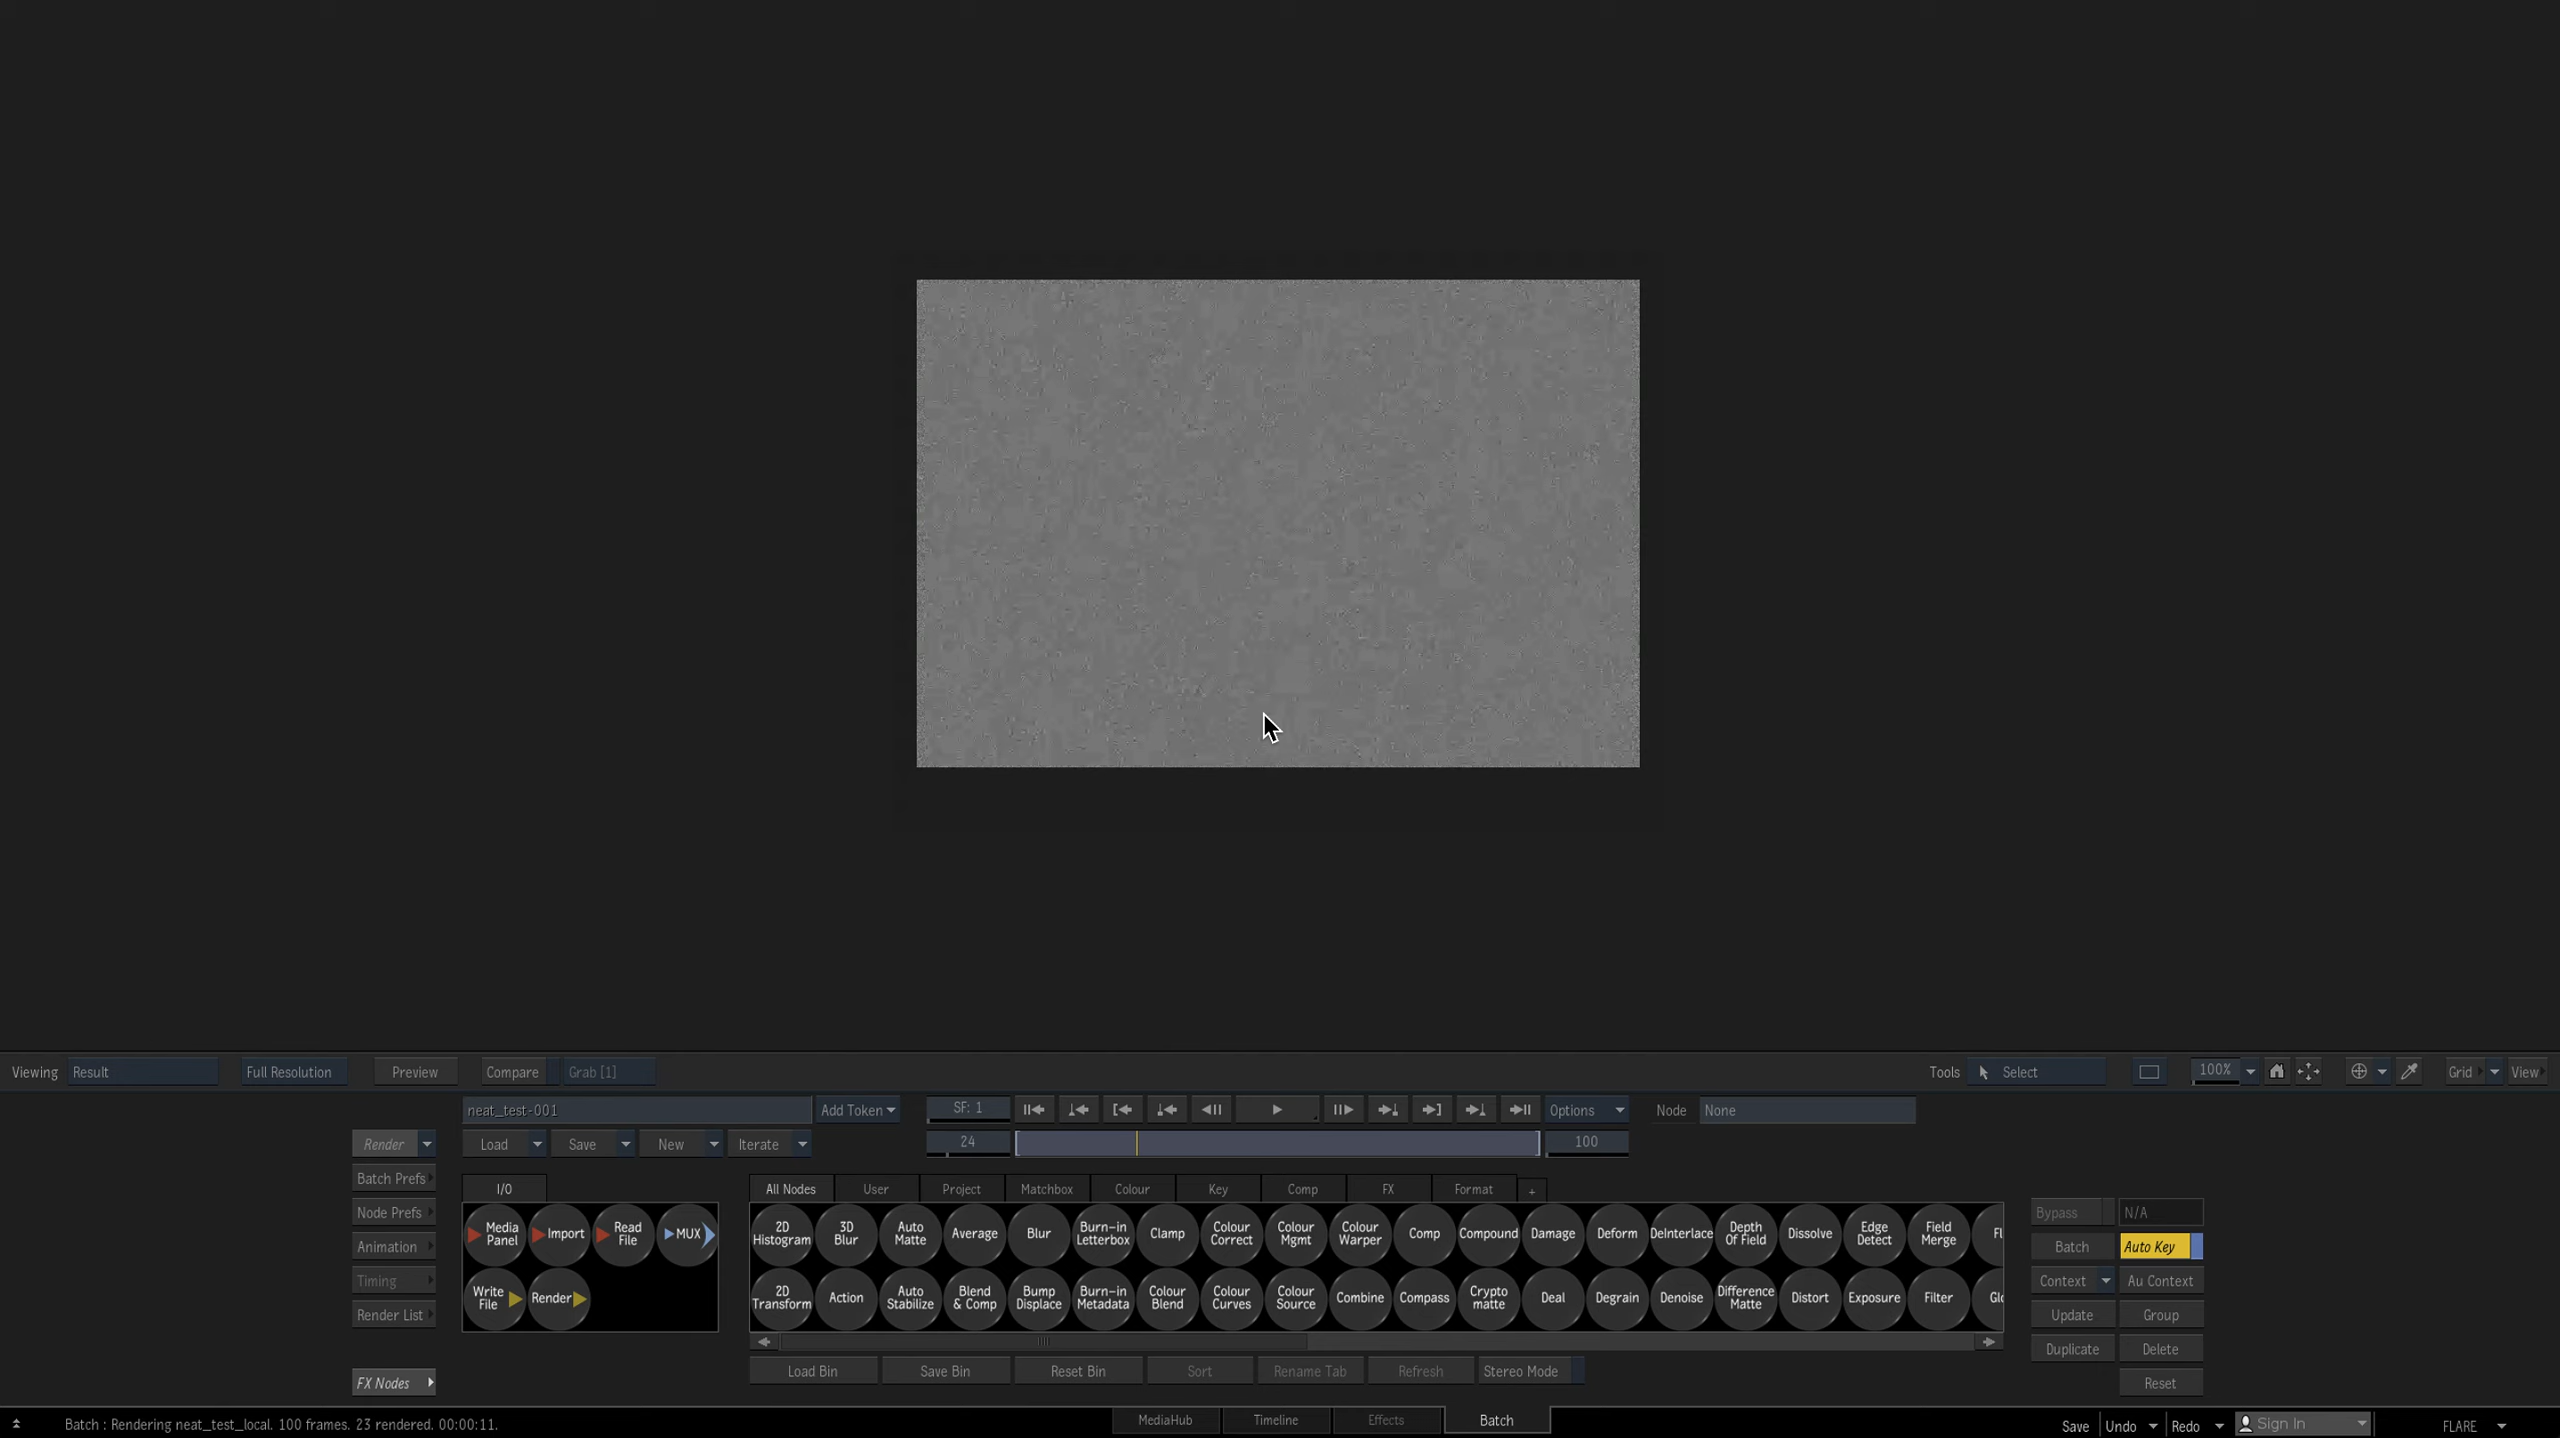 Viewing Result Full Resolution Preview Compare Grab [1] Tools Select 100% Grid View
neat_test-001 Add Token SF: 1 Options Node None
Render Load Save New Iterate 24 100
Batch Prefs
I/O All Nodes User Project Matchbox Colour Key Comp FX Format +
Node Prefs Bypass N/A
Media Panel Import Read File MUX 2D Histogram 3D Blur Auto Matte Average Blur Burn-in Letterbox Clamp Colour Correct Colour Mgmt Colour Warper Comp Compound Damage Deform DeInterlace Depth Of Field Dissolve Edge Detect Field Merge Fl
Animation Batch Auto Key
Timing Context Au Context
Write File Render 2D Transform Action Auto Stabilize Blend & Comp Bump Displace Burn-in Metadata Colour Blend Colour Curves Colour Source Combine Compass Crypto matte Deal Degrain Denoise Difference Matte Distort Exposure Filter Glo
Render List Update Group
Duplicate Delete
Load Bin Save Bin Reset Bin Sort Rename Tab Refresh Stereo Mode
FX Nodes Reset
Batch : Rendering neat_test_local. 100 frames. 23 rendered. 00:00:11. MediaHub Timeline Effects Batch Save Undo Redo Sign In FLARE